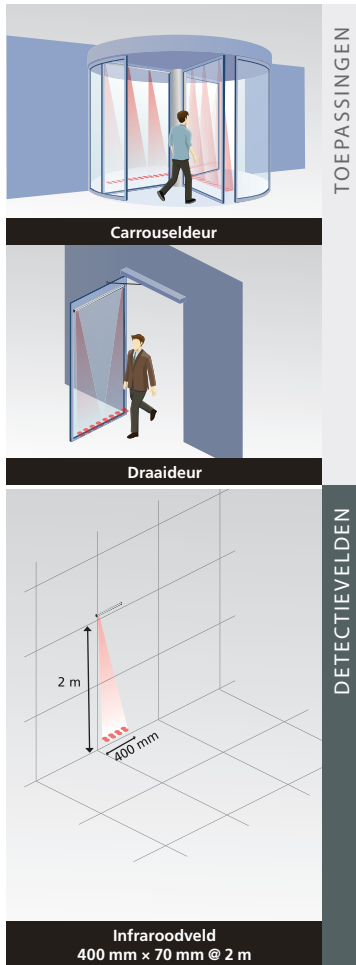 TOEPASSINGEN
Carrouseldeur
Draaideur
DETECTIEVELDEN
2 m
400 mm
Infraroodveld
400 mm × 70 mm @ 2 m